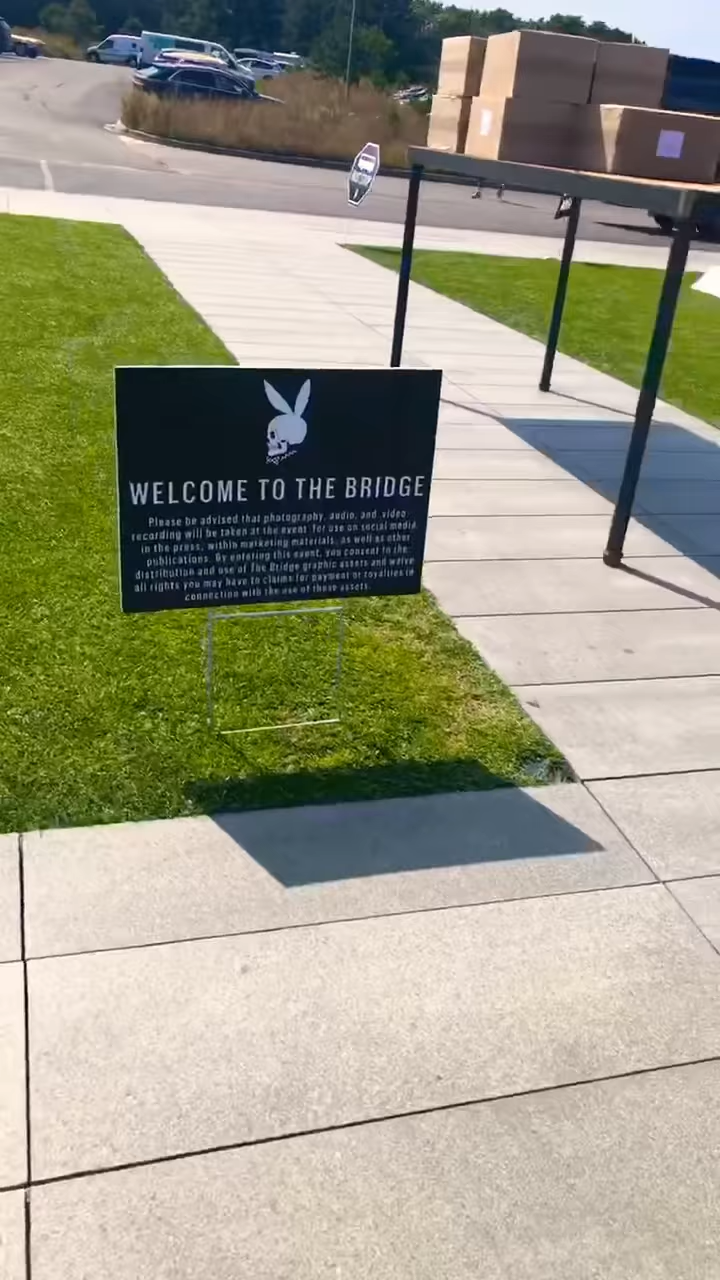 WELCOME TO THE BRIDGE
Please be advised that photography, audio, and video
recording will be taken at the event for use on social media,
in the press, within marketing materials, as well as other
publications. By entering this event, you consent to the
distribution and use of The Bridge graphic assets and waive
all rights you may have to claims for payment or royalties in
connection with the use of these assets.